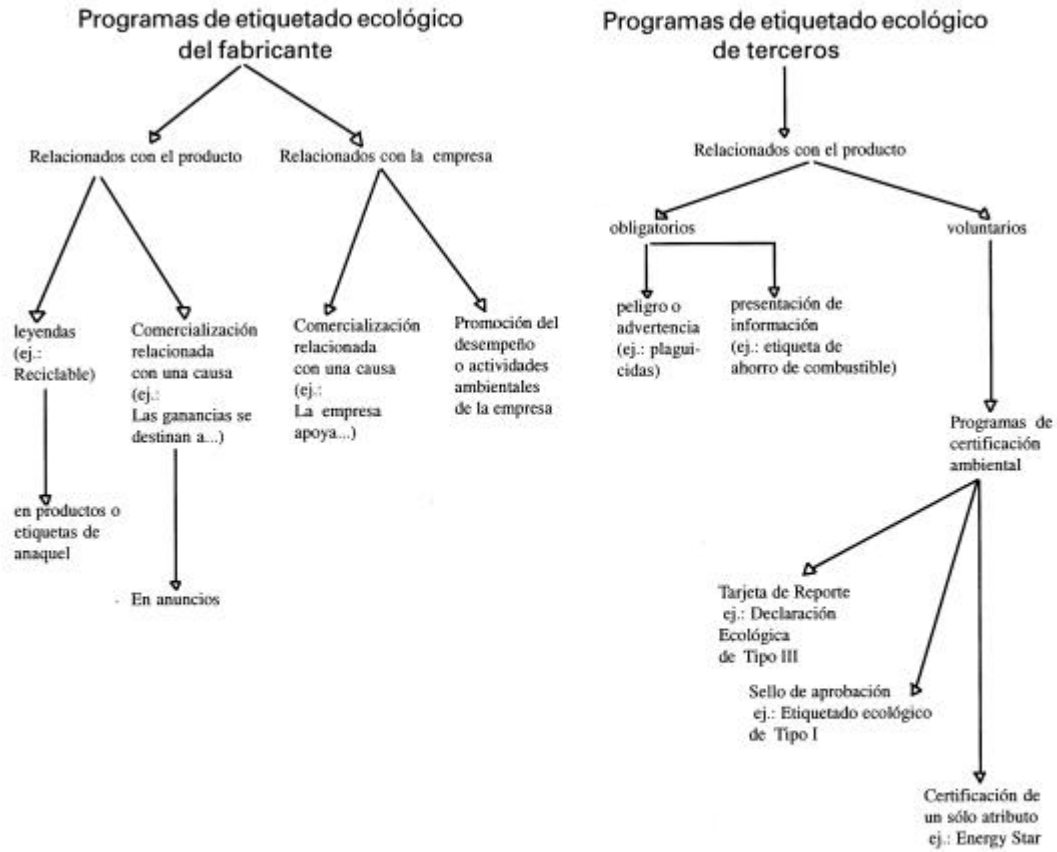 Programas de etiquetado ecológico
del fabricante
Relacionados con el producto
Relacionados con la empresa
leyendas
(ej.:
Reciclable)
en productos o
etiquetas de
anaquel
Comercialización
relacionada
con una causa
(ej.:
Las ganancias se
destinan a...)
En anuncios
Comercialización
relacionada
con una causa
(ej.:
La empresa
apoya...)
Promoción del
desempeño
o actividades
ambientales
de la empresa
Programas de etiquetado ecológico
de terceros
Relacionados con el producto
obligatorios
peligro o
advertencia
(ej.: plagui-
cidas)
presentación de
información
(ej.: etiqueta de
ahorro de combustible)
voluntarios
Programas de
certificación
ambiental
Tarjeta de Reporte
ej.: Declaración
Ecológica
de Tipo III
Sello de aprobación
ej.: Etiquetado ecológico
de Tipo I
Certificación de
un sólo atributo
ej.: Energy Star